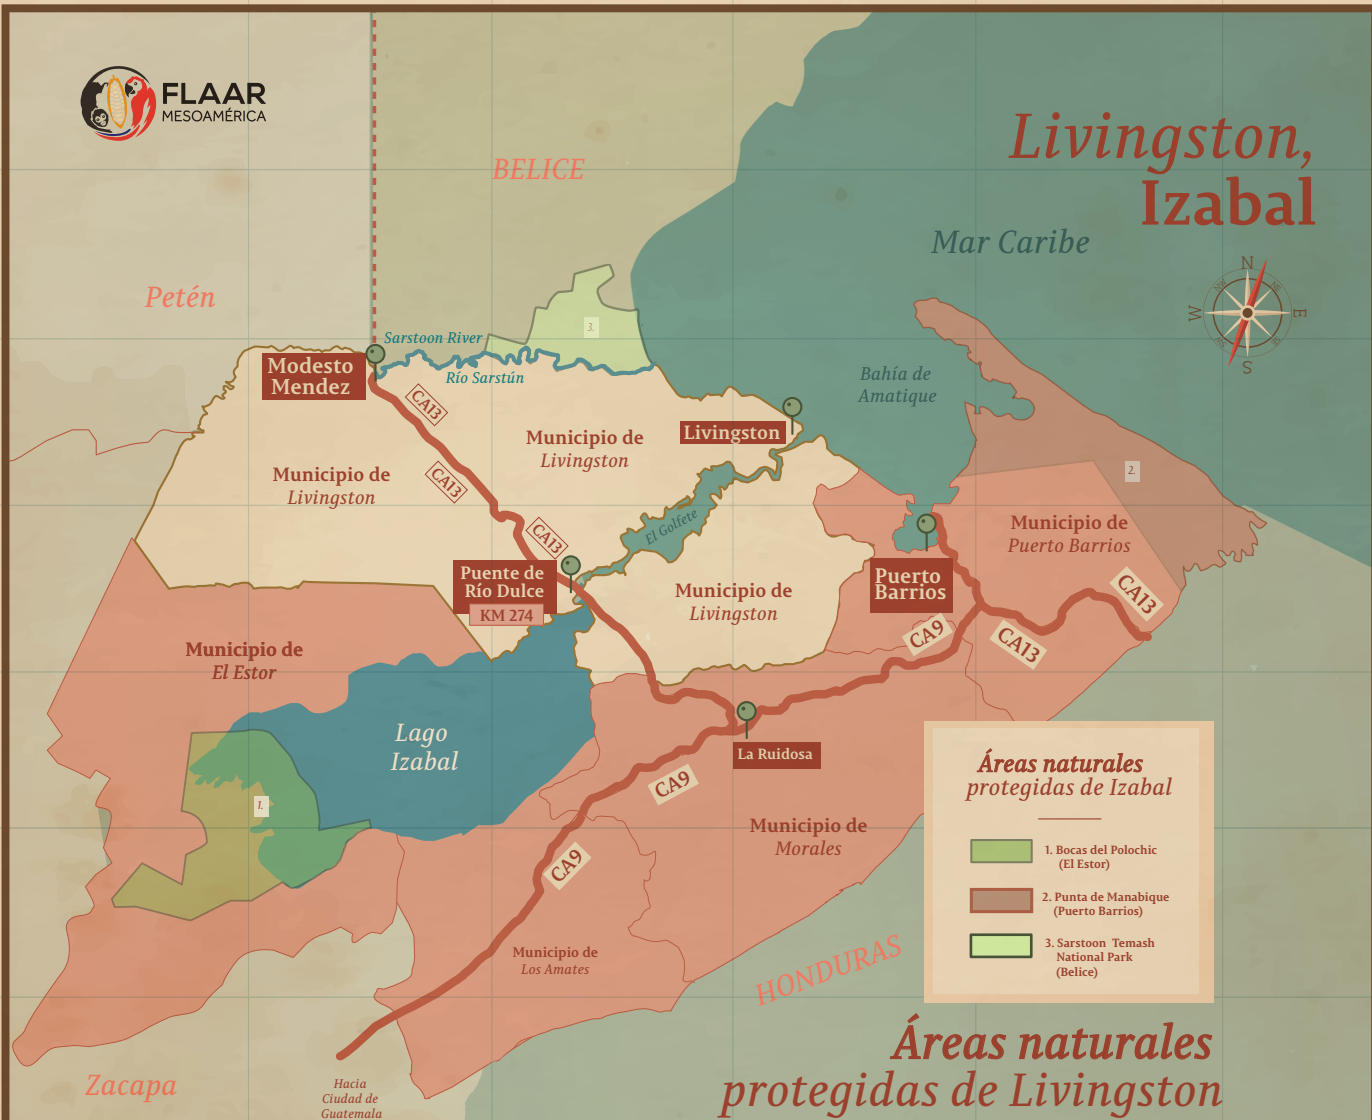 FLAAR
MESOAMÉRICA
Livingston,
Izabal
BELICE
Mar Caribe
Petén
N
NE
E
SE
S
SW
W
NW
Sarstoon River
Río Sarstún
3.
Modesto
Mendez
CA13
CA13
CA13
Bahía de
Amatique
Livingston
Municipio de
Livingston
Municipio de
Livingston
El Golfete
2.
Municipio de
Puerto Barrios
Puente de
Río Dulce
KM 274
Municipio de
Livingston
Puerto
Barrios
CA13
CA13
CA9
Municipio de
El Estor
Lago
Izabal
La Ruidosa
CA9
1.
CA9
Municipio de
Morales
Municipio de
Los Amates
HONDURAS
Zacapa
Hacia
Ciudad de
Guatemala
Áreas naturales
protegidas de Izabal
1. Bocas del Polochic
(El Estor)
2. Punta de Manabique
(Puerto Barrios)
3. Sarstoon Temash
National Park
(Belice)
Áreas naturales
protegidas de Livingston